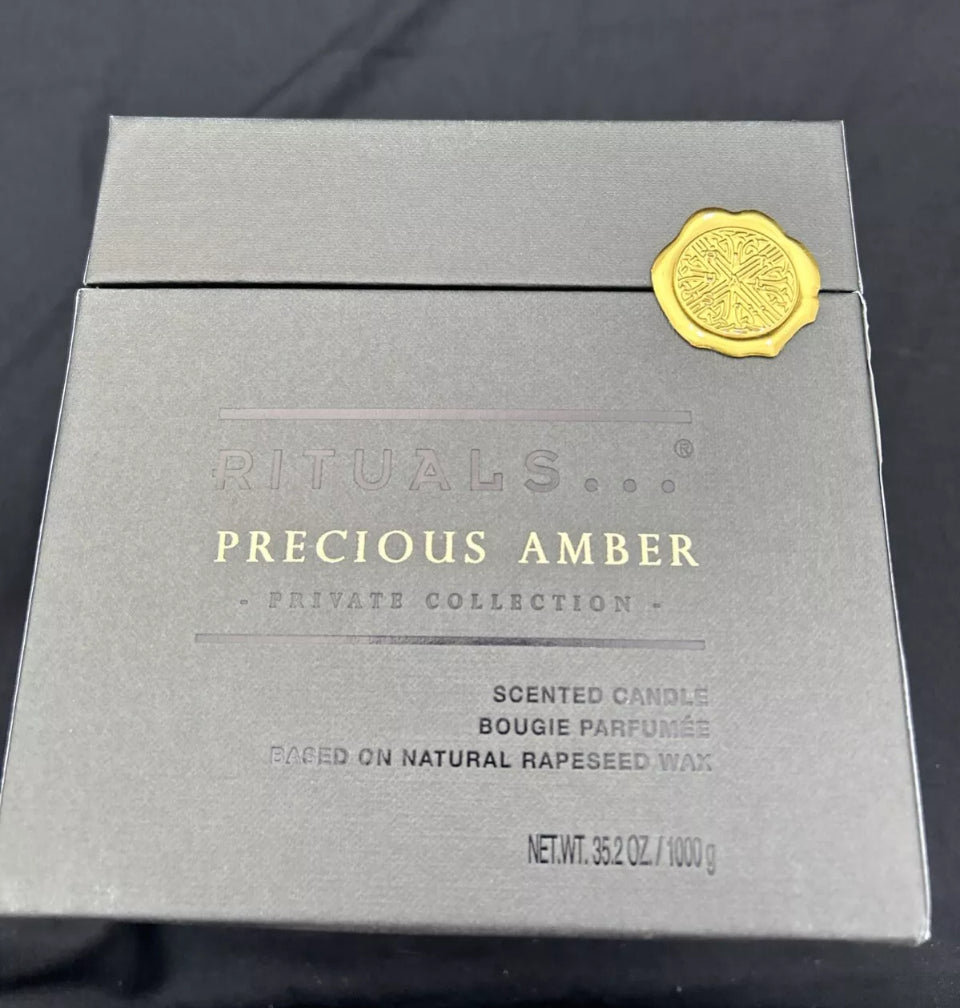 RITUALS...®
PRECIOUS AMBER
- PRIVATE COLLECTION -
SCENTED CANDLE
BOUGIE PARFUMÉE
BASED ON NATURAL RAPESEED WAX
NET.WT. 35.2 OZ. / 1000 g